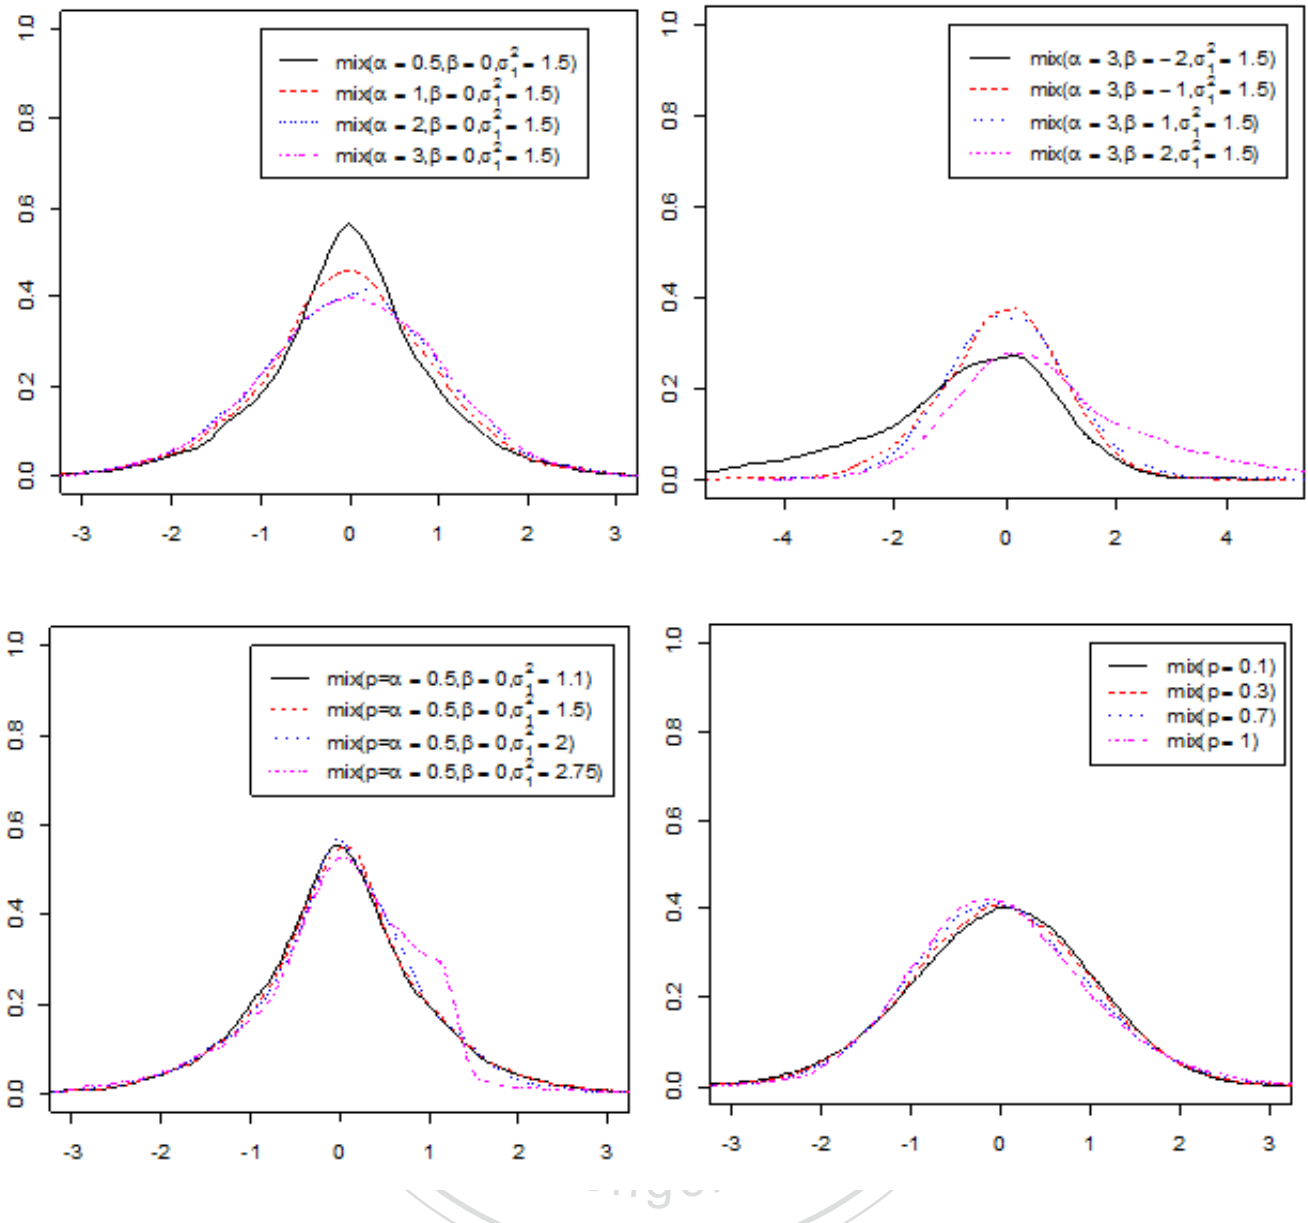 mix(α = 0.5,β = 0,σ₁² = 1.5)
mix(α = 1,β = 0,σ₁² = 1.5)
mix(α = 2,β = 0,σ₁² = 1.5)
mix(α = 3,β = 0,σ₁² = 1.5)
0.0 0.2 0.4 0.6 0.8 1.0
-3 -2 -1 0 1 2 3
mix(α = 3,β = −2,σ₁² = 1.5)
mix(α = 3,β = −1,σ₁² = 1.5)
mix(α = 3,β = 1,σ₁² = 1.5)
mix(α = 3,β = 2,σ₁² = 1.5)
0.0 0.2 0.4 0.6 0.8 1.0
-4 -2 0 2 4
mix(p=α = 0.5,β = 0,σ₁² = 1.1)
mix(p=α = 0.5,β = 0,σ₁² = 1.5)
mix(p=α = 0.5,β = 0,σ₁² = 2)
mix(p=α = 0.5,β = 0,σ₁² = 2.75)
0.0 0.2 0.4 0.6 0.8 1.0
-3 -2 -1 0 1 2 3
mix(p = 0.1)
mix(p = 0.3)
mix(p = 0.7)
mix(p = 1)
0.0 0.2 0.4 0.6 0.8 1.0
-3 -2 -1 0 1 2 3